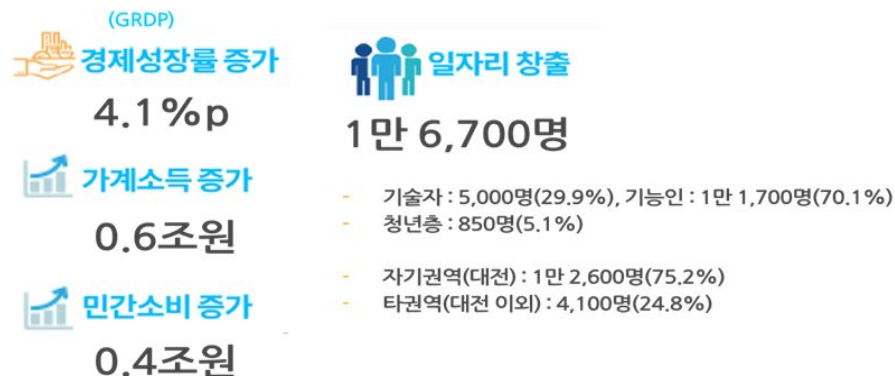 (GRDP)
경제성장률 증가
4.1%p
가계소득 증가
0.6조원
민간소비 증가
0.4조원
일자리 창출
1만 6,700명
- 기술자 : 5,000명(29.9%), 기능인 : 1만 1,700명(70.1%)
- 청년층 : 850명(5.1%)
- 자기권역(대전) : 1만 2,600명(75.2%)
- 타권역(대전 이외) : 4,100명(24.8%)